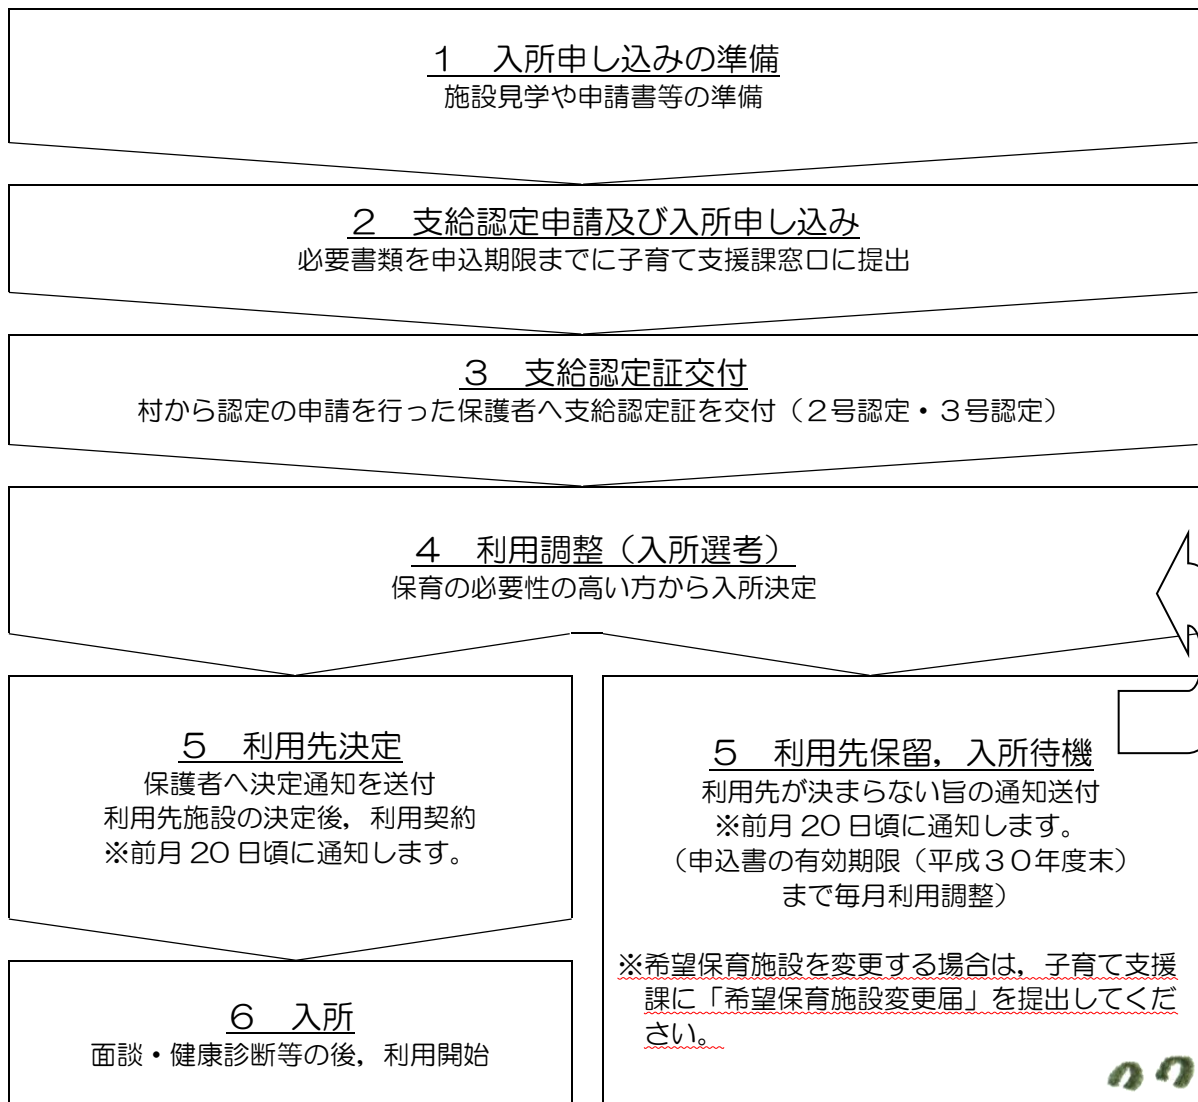 １　入所申し込みの準備
施設見学や申請書等の準備
２　支給認定申請及び入所申し込み
必要書類を申込期限までに子育て支援課窓口に提出
３　支給認定証交付
村から認定の申請を行った保護者へ支給認定証を交付（２号認定・３号認定）
４　利用調整（入所選考）
保育の必要性の高い方から入所決定
５　利用先決定
保護者へ決定通知を送付
利用先施設の決定後，利用契約
※前月 20 日頃に通知します。
５　利用先保留，入所待機
利用先が決まらない旨の通知送付
※前月 20 日頃に通知します。
（申込書の有効期限（平成３０年度末）
まで毎月利用調整）
※希望保育施設を変更する場合は，子育て支援
課に「希望保育施設変更届」を提出してくだ
さい。
６　入所
面談・健康診断等の後，利用開始